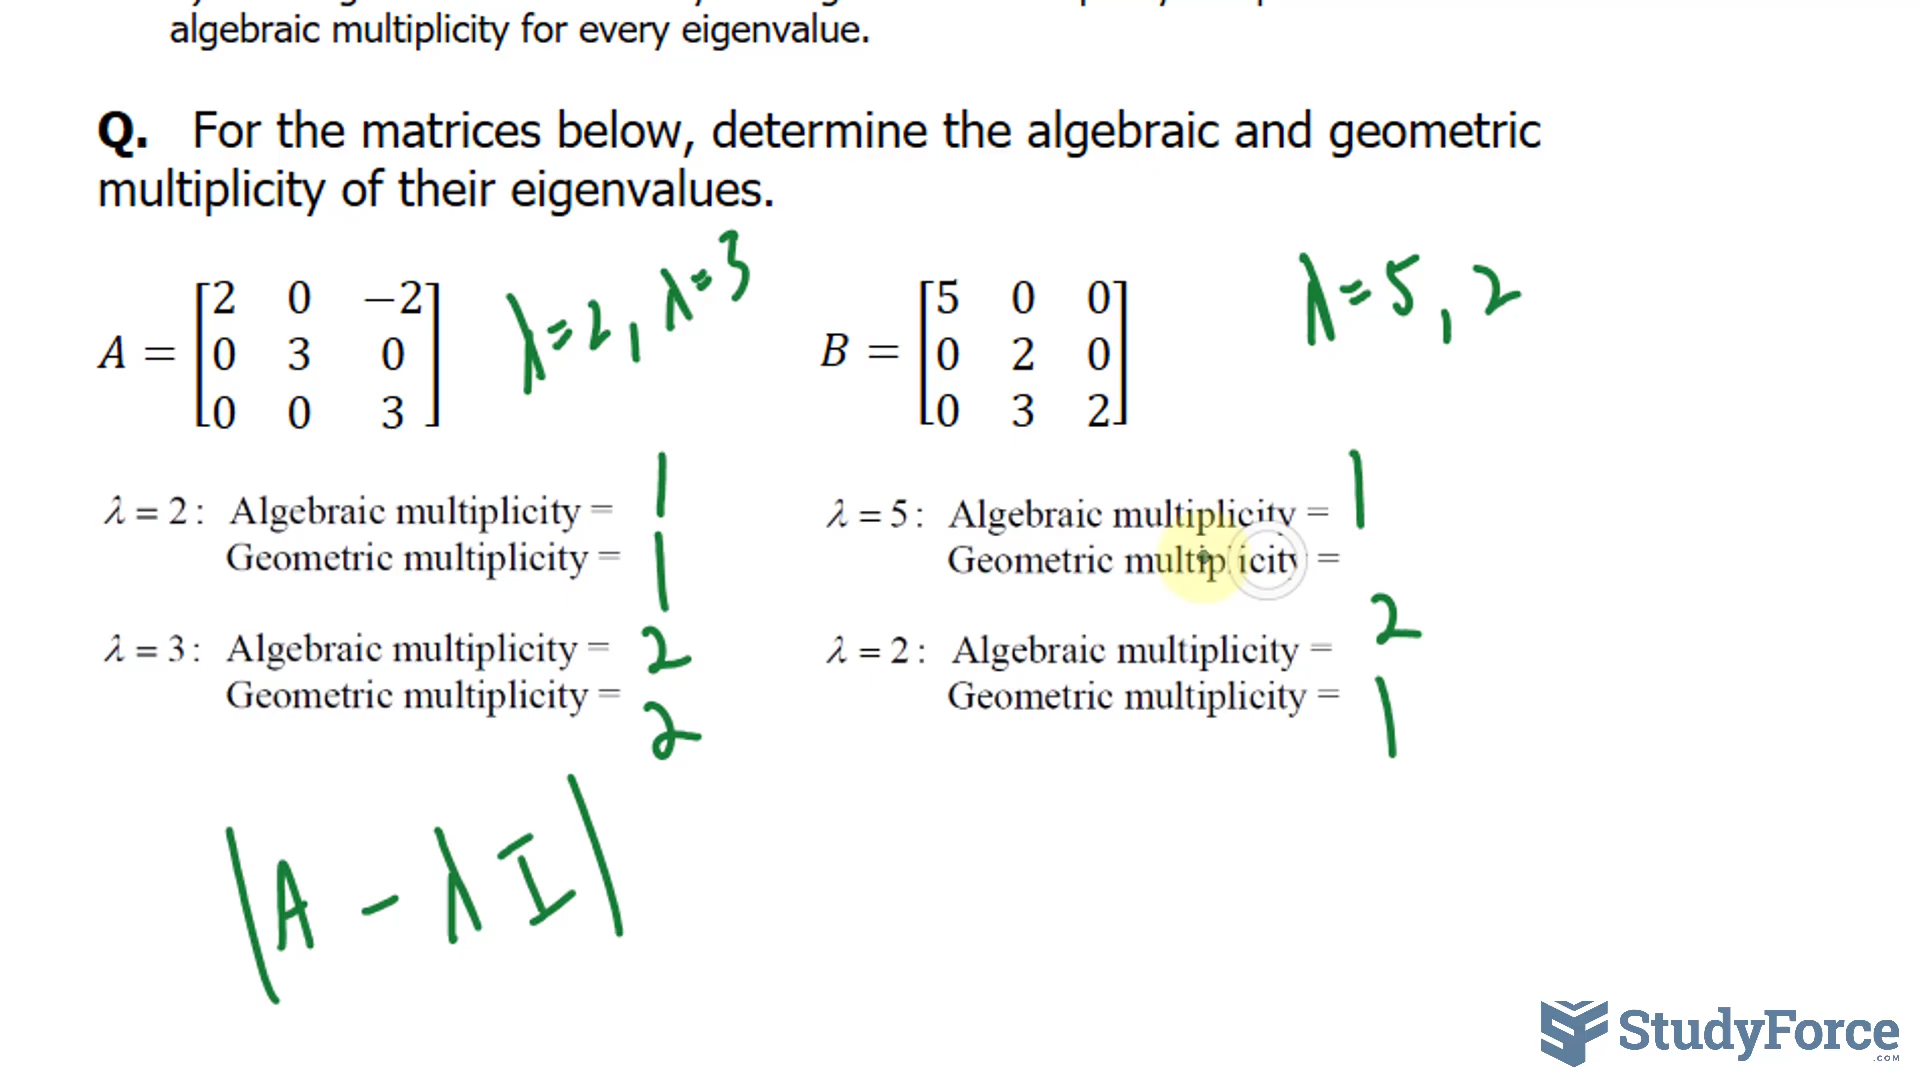 algebraic multiplicity for every eigenvalue.
Q. For the matrices below, determine the algebraic and geometric
multiplicity of their eigenvalues.
A = [2 0 −2
0 3 0
0 0 3]
λ=2, λ=3
B = [5 0 0
0 2 0
0 3 2]
λ=5, 2
λ = 2: Algebraic multiplicity = 1
Geometric multiplicity = 1
λ = 3: Algebraic multiplicity = 2
Geometric multiplicity = 2
λ = 5: Algebraic multiplicity = 1
Geometric multiplicity =
λ = 2: Algebraic multiplicity = 2
Geometric multiplicity = 1
|A - λI|
StudyForce
.COM